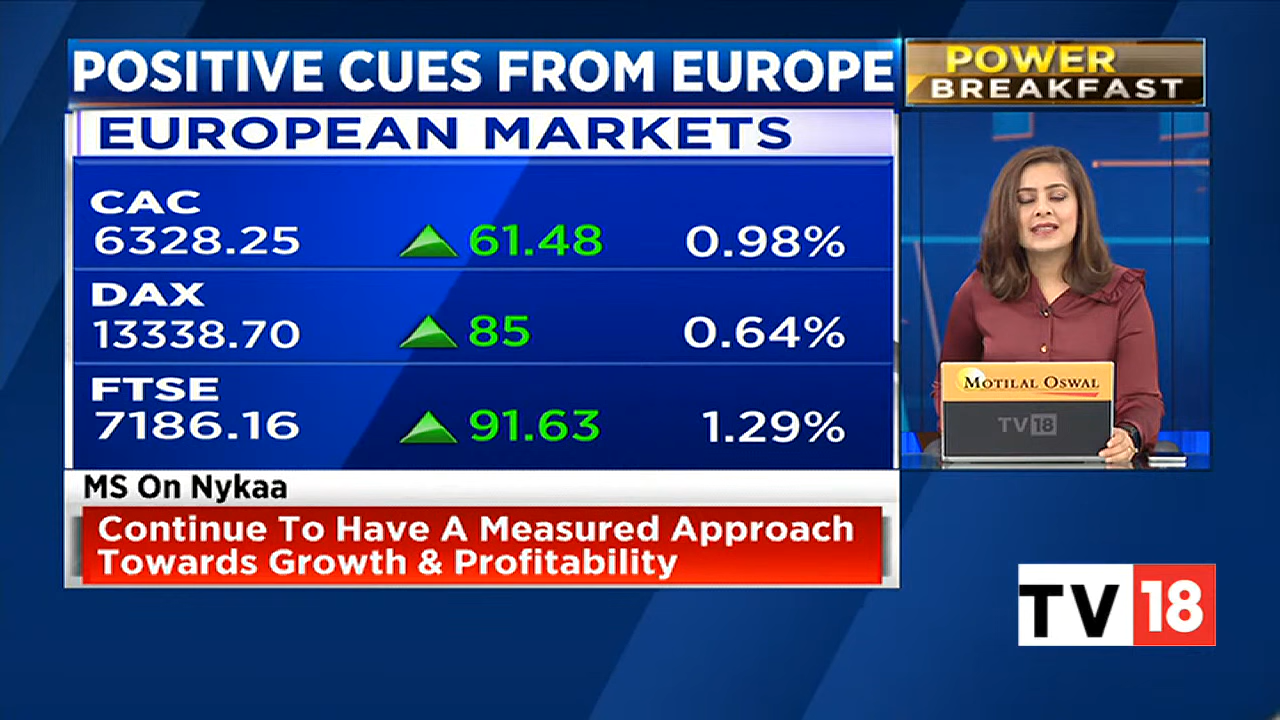 POSITIVE CUES FROM EUROPE
POWER
BREAKFAST
EUROPEAN MARKETS
CAC
6328.25 61.48 0.98%
DAX
13338.70 85 0.64%
FTSE
7186.16 91.63 1.29%
MOTILAL OSWAL
TV18
MS On Nykaa
Continue To Have A Measured Approach
Towards Growth & Profitability
TV18